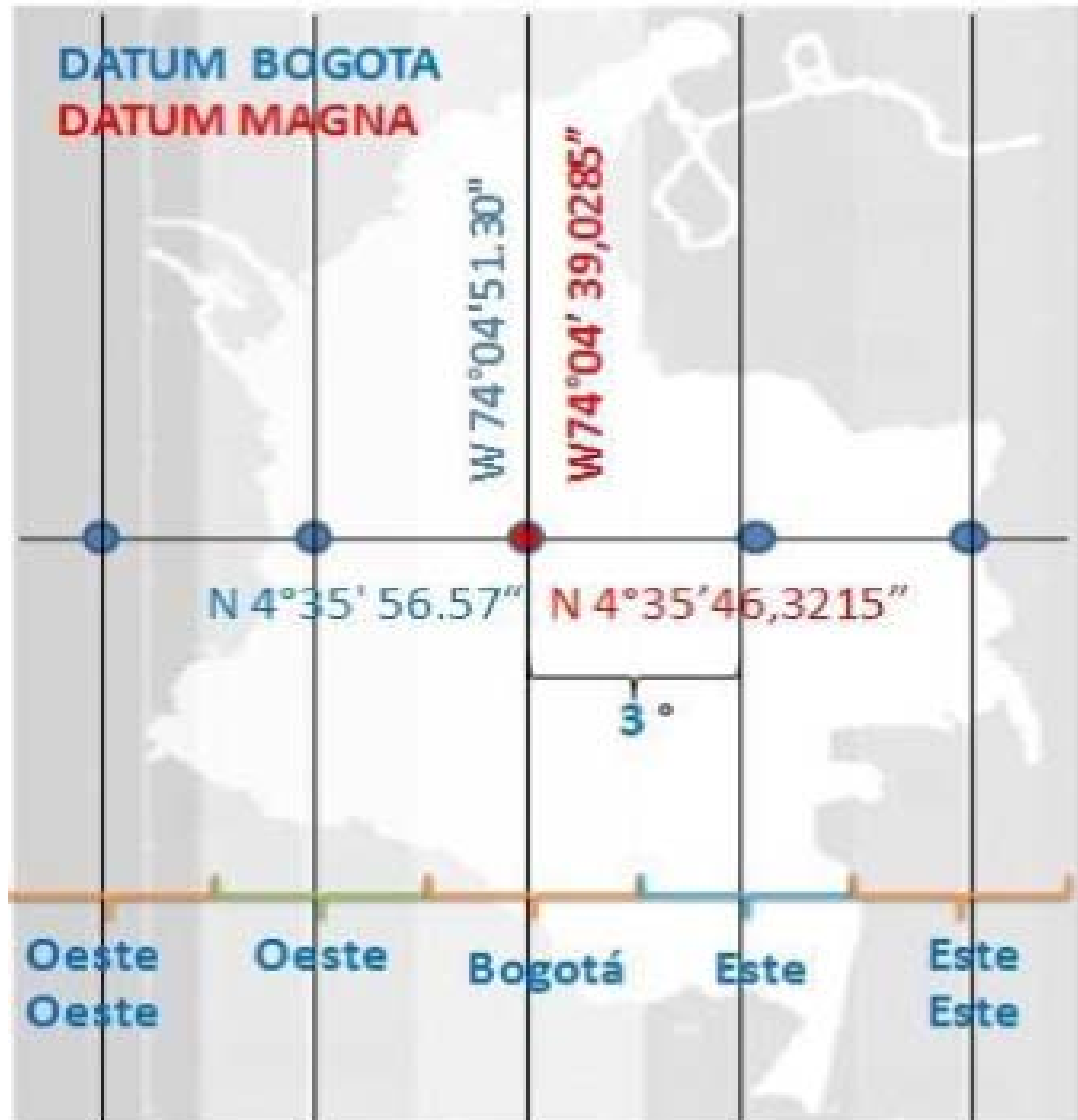 DATUM BOGOTA
DATUM MAGNA
W 74°04'51.30"
W74°04' 39,0285"
N 4°35' 56.57"
N 4°35'46,3215"
3 °
Oeste
Oeste
Oeste
Bogotá
Este
Este
Este